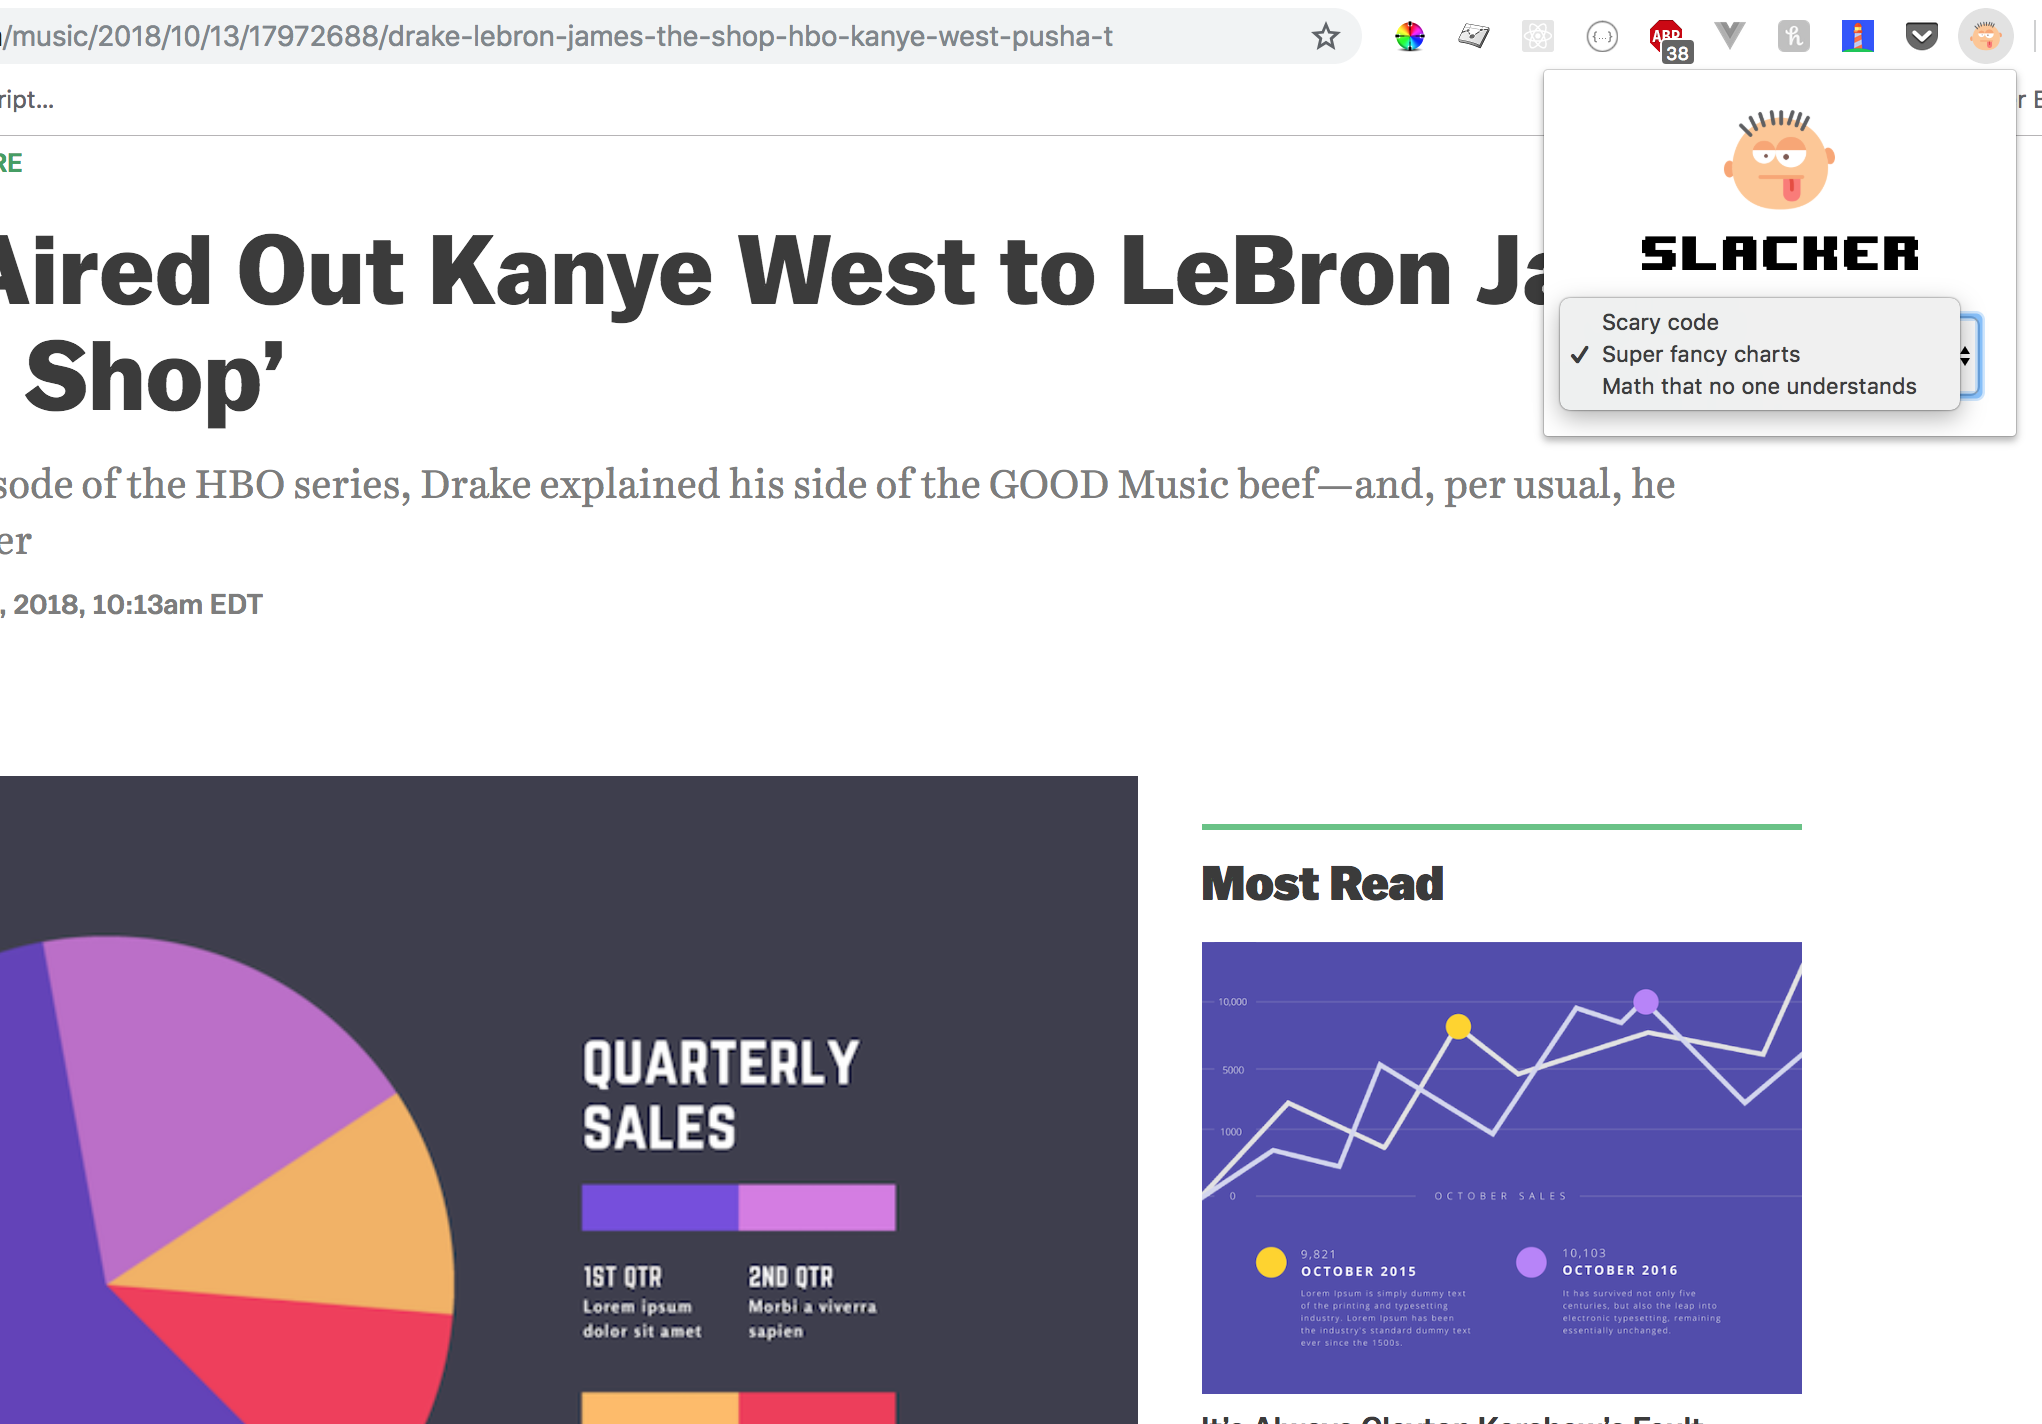 /music/2018/10/13/17972688/drake-lebron-james-the-shop-hbo-kanye-west-pusha-t
ABP
38
ript...
r E
RE
SLACKER
Scary code
✓ Super fancy charts
Math that no one understands
Aired Out Kanye West to LeBron Ja
Shop’
sode of the HBO series, Drake explained his side of the GOOD Music beef—and, per usual, he
er
, 2018, 10:13am EDT
QUARTERLY
SALES
1ST QTR
Lorem ipsum
dolor sit amet
2ND QTR
Morbi a viverra
sapien
Most Read
10,000
5000
1000
0
OCTOBER SALES
9,821
OCTOBER 2015
Lorem Ipsum is simply dummy text
of the printing and typesetting
industry. Lorem Ipsum has been
the industry's standard dummy text
ever since the 1500s.
10,103
OCTOBER 2016
It has survived not only five
centuries, but also the leap into
electronic typesetting, remaining
essentially unchanged.
It’s Always Clayton Kershaw’s Fault